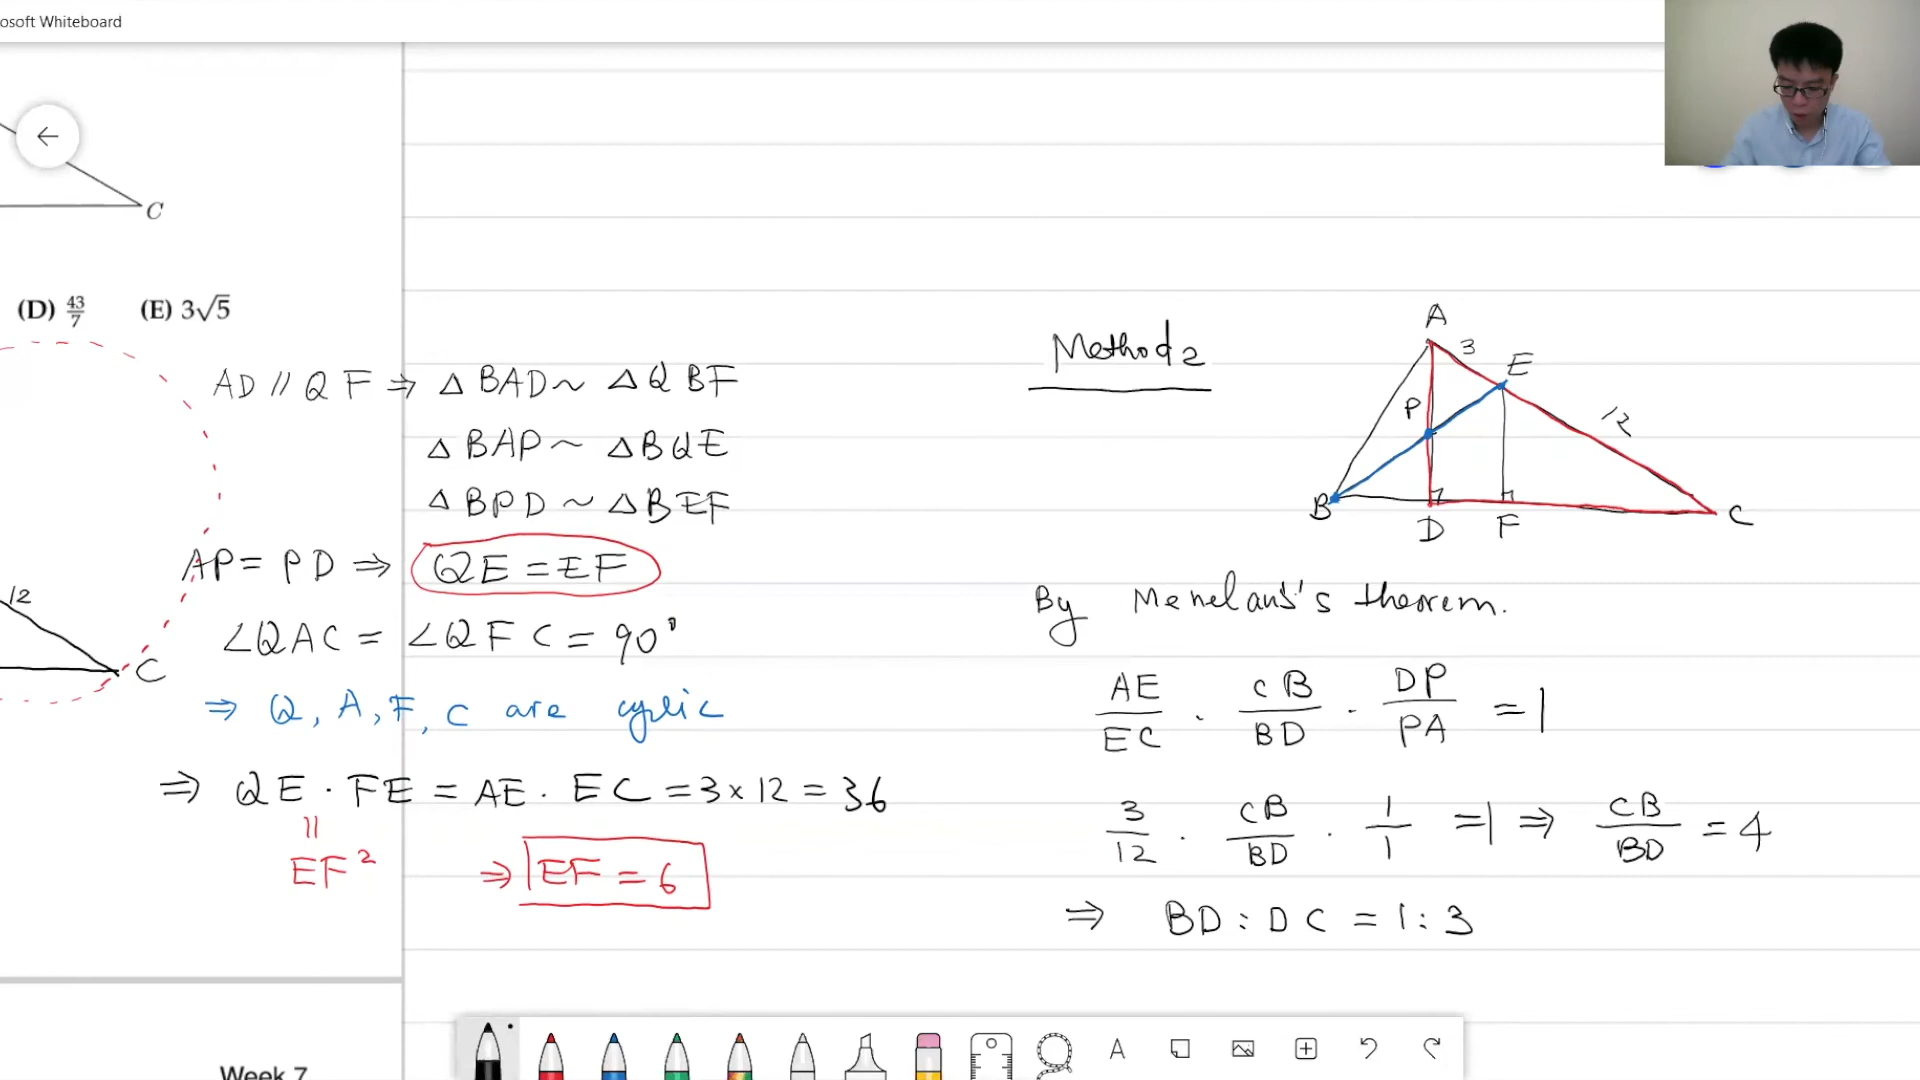 osoft Whiteboard
C
(D) 43/7 (E) 3√5
AD // QF ⇒ △BAD ~ △QBF
△BAP ~ △BQE
△BPD ~ △BEF
AP = PD ⇒ QE = EF
12
∠QAC = ∠QFC = 90°
C
⇒ Q, A, F, C are cyclic
⇒ QE · FE = AE · EC = 3 × 12 = 36
||
EF²
⇒ EF = 6
Week 7
Method 2
A
3
E
P
12
B
D
F
C
By Menelaus's theorem.
AE/EC · CB/BD · DP/PA = 1
3/12 · CB/BD · 1/1 = 1 ⇒ CB/BD = 4
⇒ BD : DC = 1 : 3
A